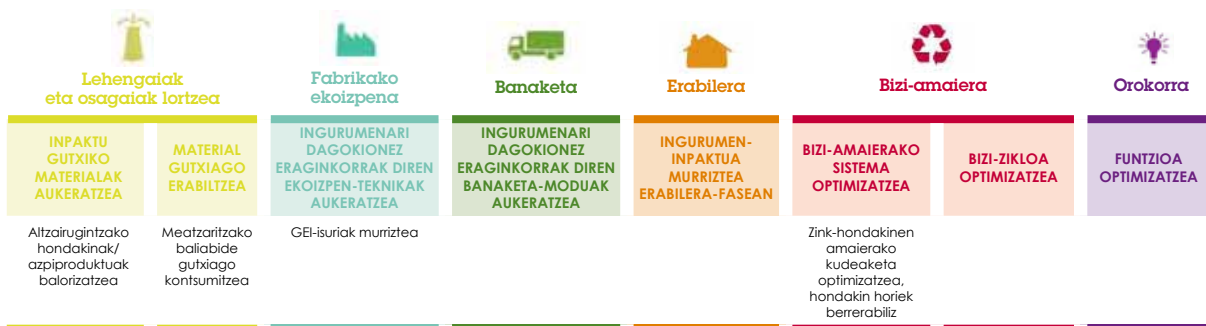 Lehengaiak
eta osagaiak lortzea
Fabrikako
ekoizpena
Banaketa
Erabilera
Bizi-amaiera
Orokorra
INPAKTU
GUTXIKO
MATERIALAK
AUKERATZEA
MATERIAL
GUTXIAGO
ERABILTZEA
INGURUMENARI
DAGOKIONEZ
ERAGINKORRAK DIREN
EKOIZPEN-TEKNIKAK
AUKERATZEA
INGURUMENARI
DAGOKIONEZ
ERAGINKORRAK DIREN
BANAKETA-MODUAK
AUKERATZEA
INGURUMEN-
INPAKTUA
MURRIZTEA
ERABILERA-FASEAN
BIZI-AMAIERAKO
SISTEMA
OPTIMIZATZEA
BIZI-ZIKLOA
OPTIMIZATZEA
FUNTZIOA
OPTIMIZATZEA
Altzairugintzako
hondakinak/
azpiproduktuak
balorizatzea
Meatzaritzako
baliabide
gutxiago
kontsumitzea
GEI-isuriak murriztea
Zink-hondakinen
amaierako
kudeaketa
optimizatzea,
hondakin horiek
berrerabiliz